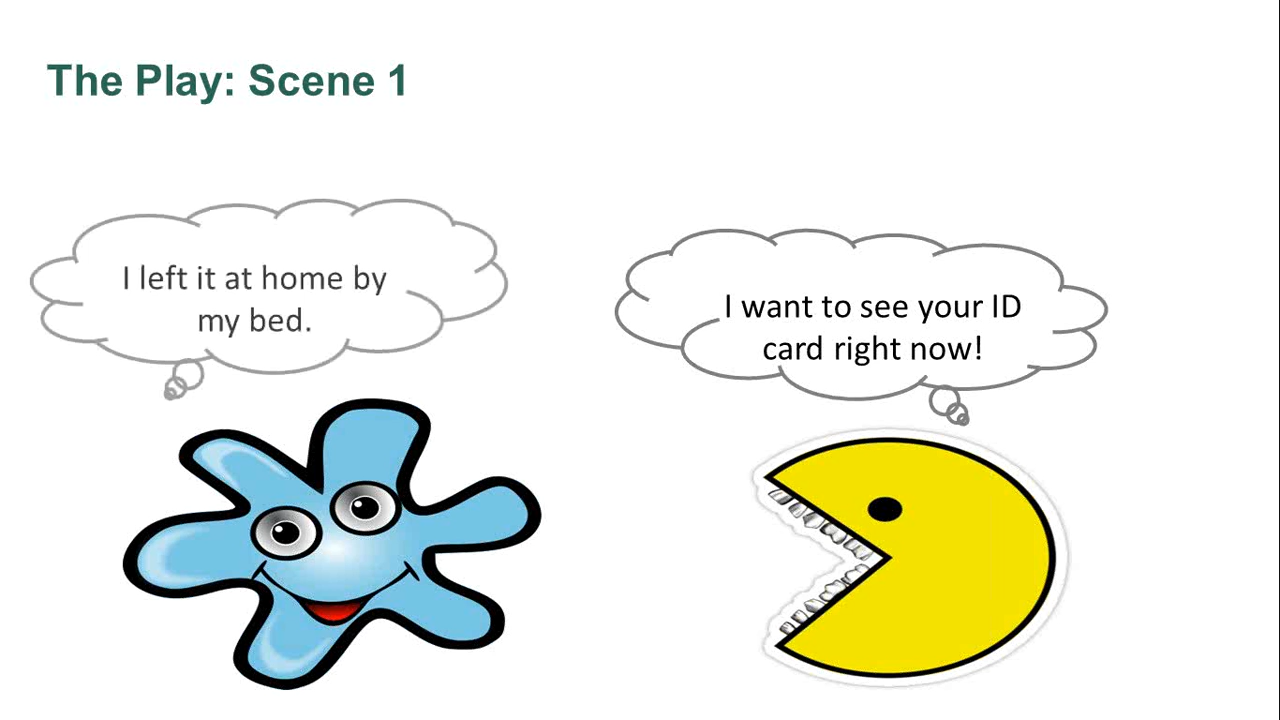 The Play: Scene 1
I left it at home by
my bed.
I want to see your ID
card right now!